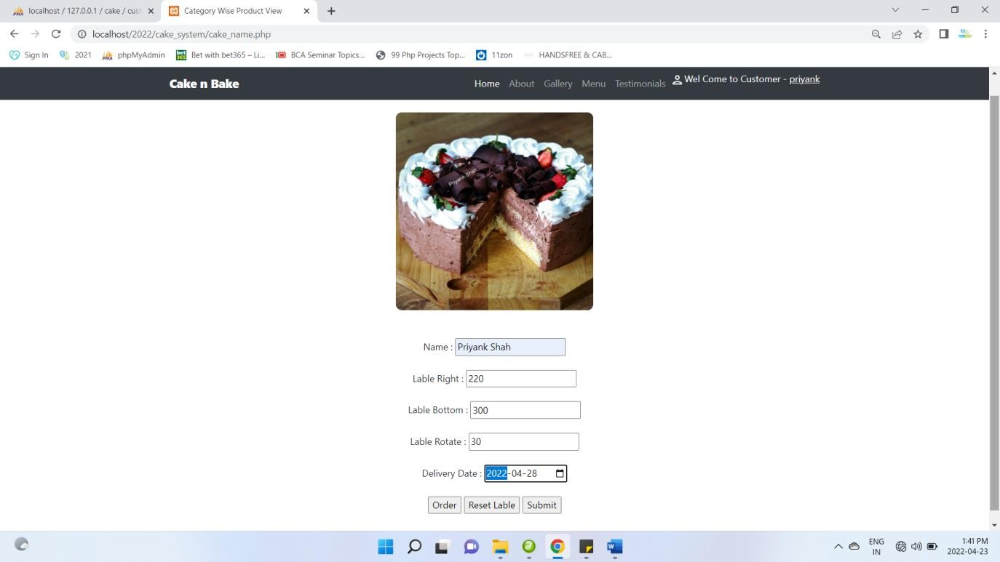 localhost / 127.0.0.1 / cake / cust
Category Wise Product View
localhost/2022/cake_system/cake_name.php
Sign In 2021 phpMyAdmin Bet with bet365 – Li... BCA Seminar Topics... 99 Php Projects Top... 11zon HANDSFREE & CAB...
Cake n Bake Home About Gallery Menu Testimonials Wel Come to Customer - priyank
Priyank Shah
Name : Priyank Shah
Lable Right : 220
Lable Bottom : 300
Lable Rotate : 30
Delivery Date : 2022-04-28
Order Reset Lable Submit
ENG
IN
1:41 PM
2022-04-23